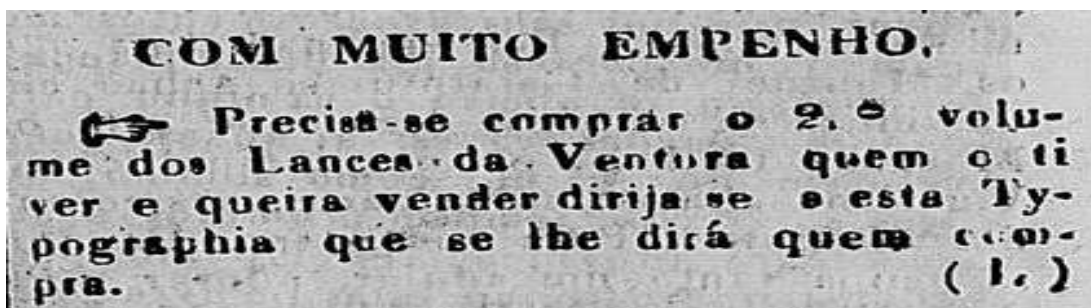 COM MUITO EMPENHO.
☞ Precisa-se comprar o 2.º volu-
me dos Lances da Ventura quem o ti
ver e queira vender dirija se a esta Ty-
pographia que se lhe dirá quem com-
pra. (1.)